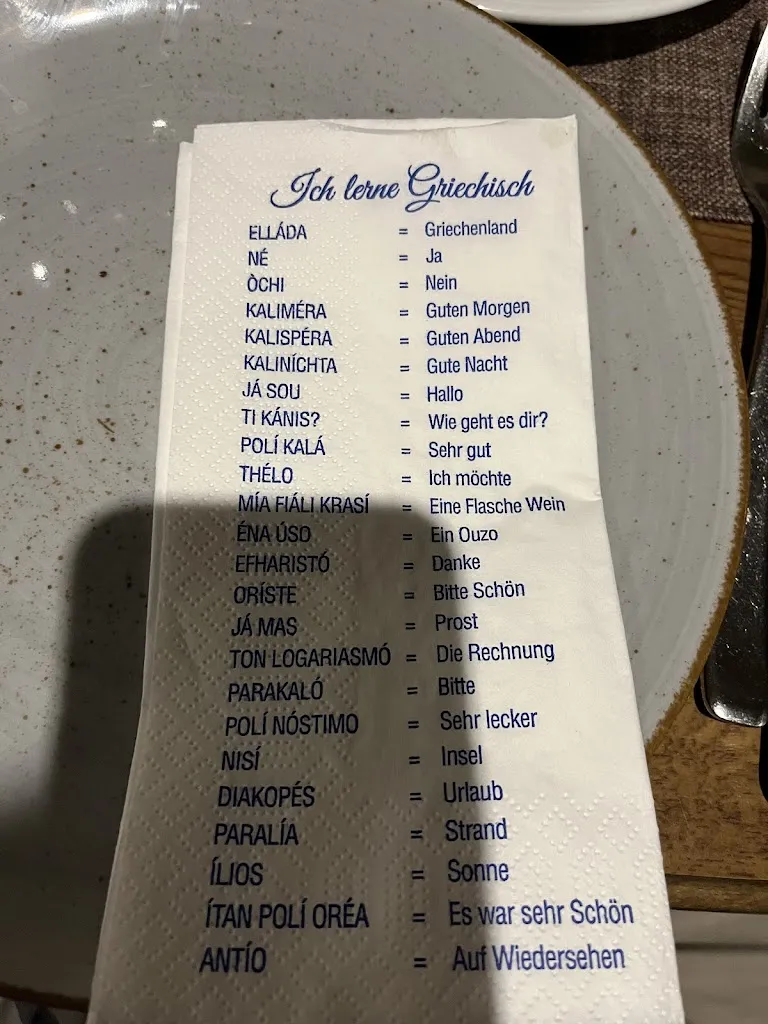 Ich lerne Griechisch
ELLÁDA = Griechenland
NÉ = Ja
ÒCHI = Nein
KALIMÉRA = Guten Morgen
KALISPÉRA = Guten Abend
KALINÍCHTA = Gute Nacht
JÁ SOU = Hallo
TI KÁNIS? = Wie geht es dir?
POLÍ KALÁ = Sehr gut
THÉLO = Ich möchte
MÍA FIÁLI KRASÍ = Eine Flasche Wein
ÉNA ÚSO = Ein Ouzo
EFHARISTÓ = Danke
ORÍSTE = Bitte Schön
JÁ MAS = Prost
TON LOGARIASMÓ = Die Rechnung
PARAKALÓ = Bitte
POLÍ NÓSTIMO = Sehr lecker
NISÍ = Insel
DIAKOPÉS = Urlaub
PARALÍA = Strand
ÍLIOS = Sonne
ÍTAN POLÍ ORÉA = Es war sehr Schön
ANTÍO = Auf Wiedersehen